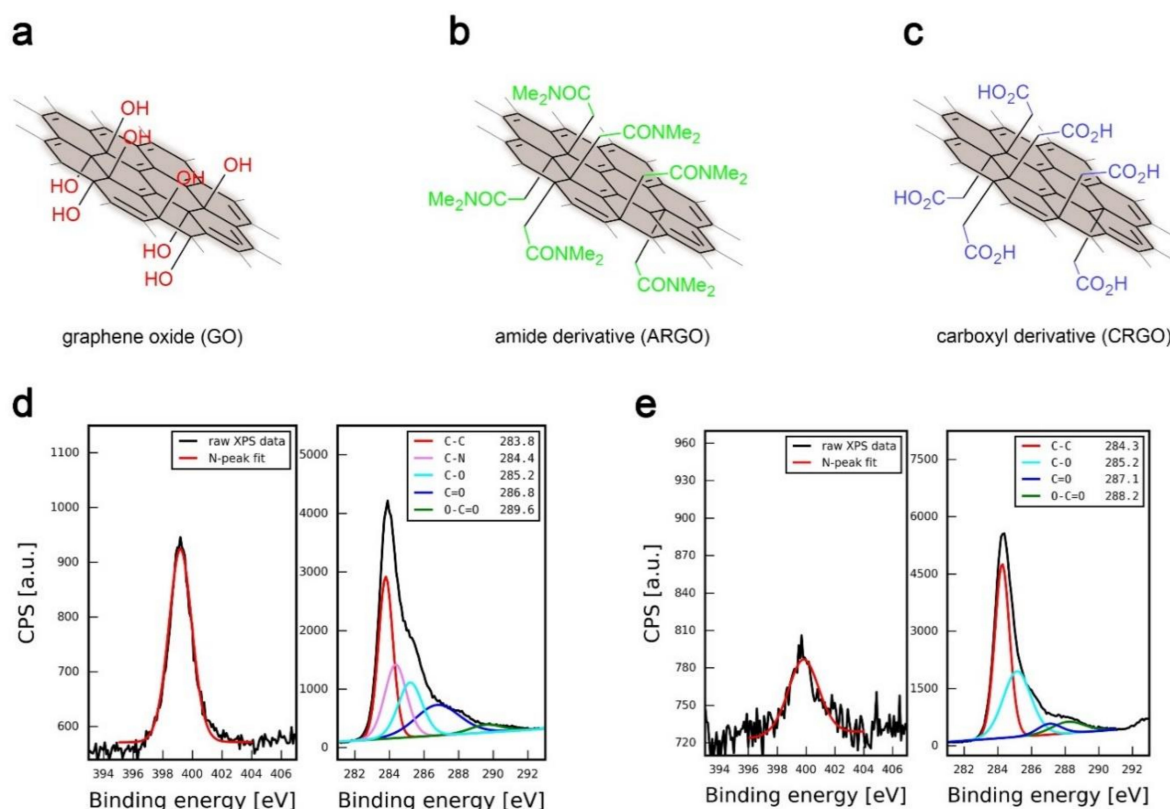 a
b
c
OH
OH
OH
OH
HO
HO
HO
HO
Me2NOC
CONMe2
CONMe2
Me2NOC
CONMe2
CONMe2
HO2C
CO2H
CO2H
HO2C
CO2H
CO2H
graphene oxide (GO)
amide derivative (ARGO)
carboxyl derivative (CRGO)
d
raw XPS data
N-peak fit
1100
1000
900
800
700
600
CPS [a.u.]
394 396 398 400 402 404 406
Binding energy [eV]
C-C 283.8
C-N 284.4
C-O 285.2
C=O 286.8
O-C=O 289.6
5000
4000
3000
2000
1000
0
282 284 286 288 290 292
Binding energy [eV]
e
raw XPS data
N-peak fit
960
930
900
870
840
810
780
750
720
CPS [a.u.]
394 396 398 400 402 404 406
Binding energy [eV]
C-C 284.3
C-O 285.2
C=O 287.1
O-C=O 288.2
7500
6000
4500
3000
1500
0
282 284 286 288 290 292
Binding energy [eV]